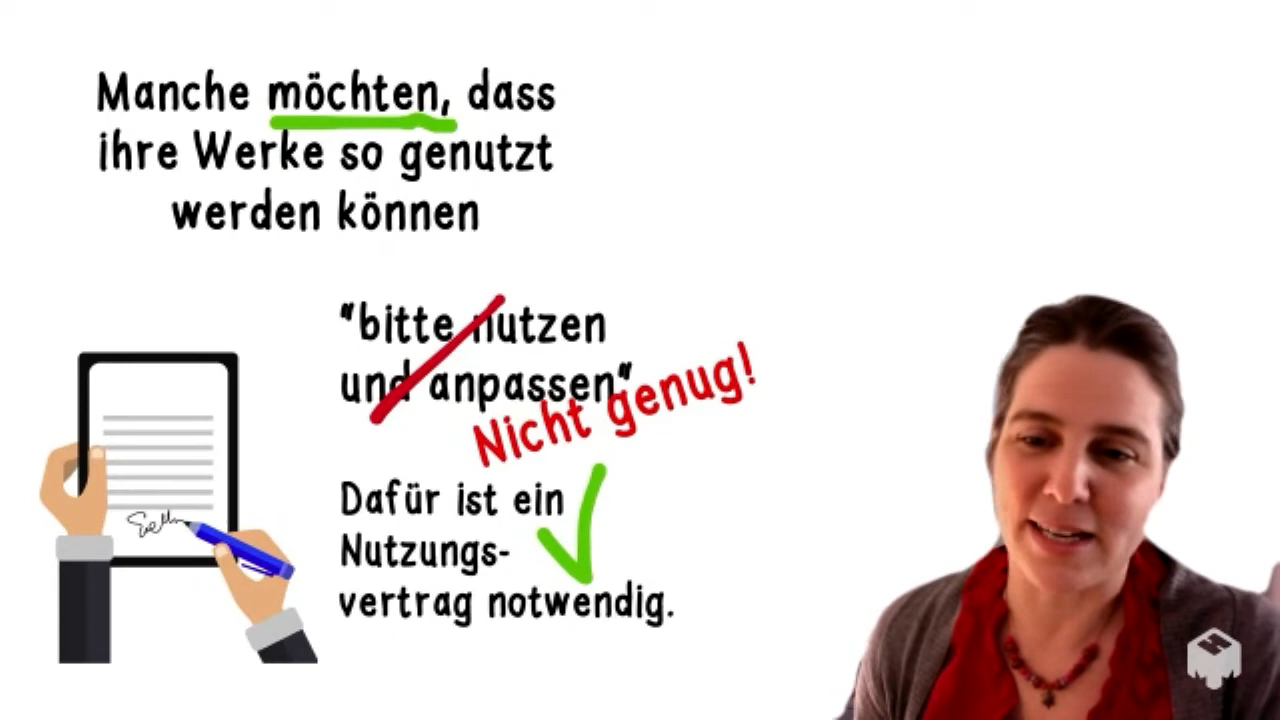 Manche möchten, dass
ihre Werke so genutzt
werden können
"bitte nutzen
und anpassen"
Nicht genug!
Dafür ist ein
Nutzungs-
vertrag notwendig.